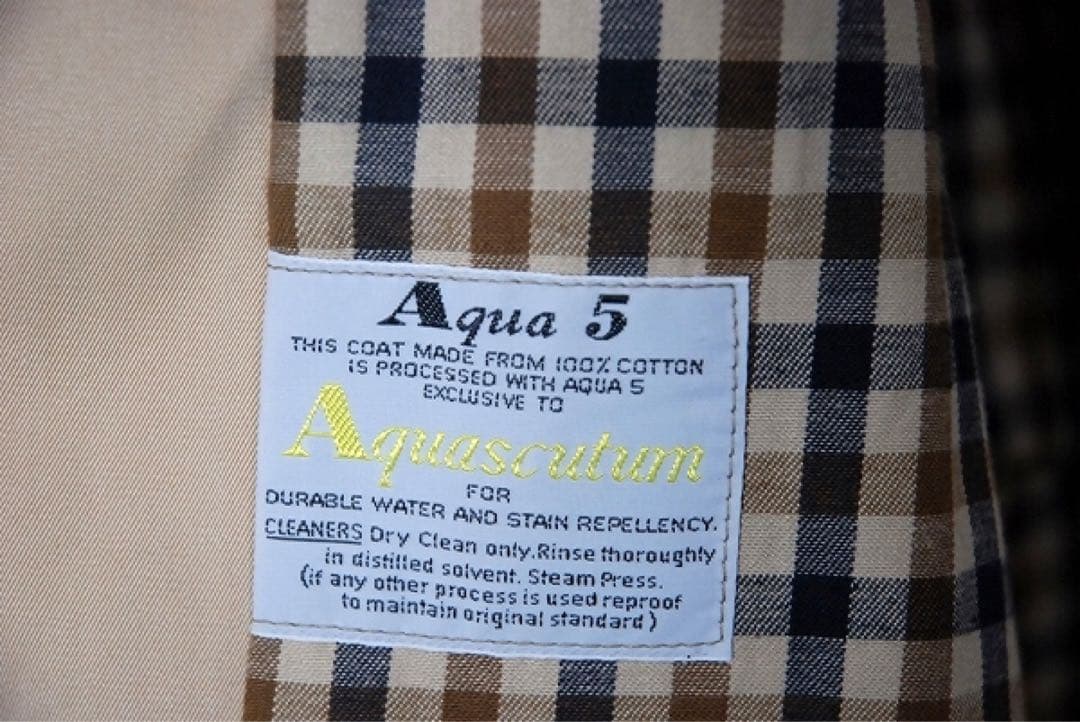 Aqua 5
THIS COAT MADE FROM 100% COTTON
IS PROCESSED WITH AQUA 5
EXCLUSIVE TO
Aquascutum
FOR
DURABLE WATER AND STAIN REPELLENCY.
CLEANERS Dry Clean only. Rinse thoroughly
in distilled solvent. Steam Press.
(if any other process is used reproof
to maintain original standard)